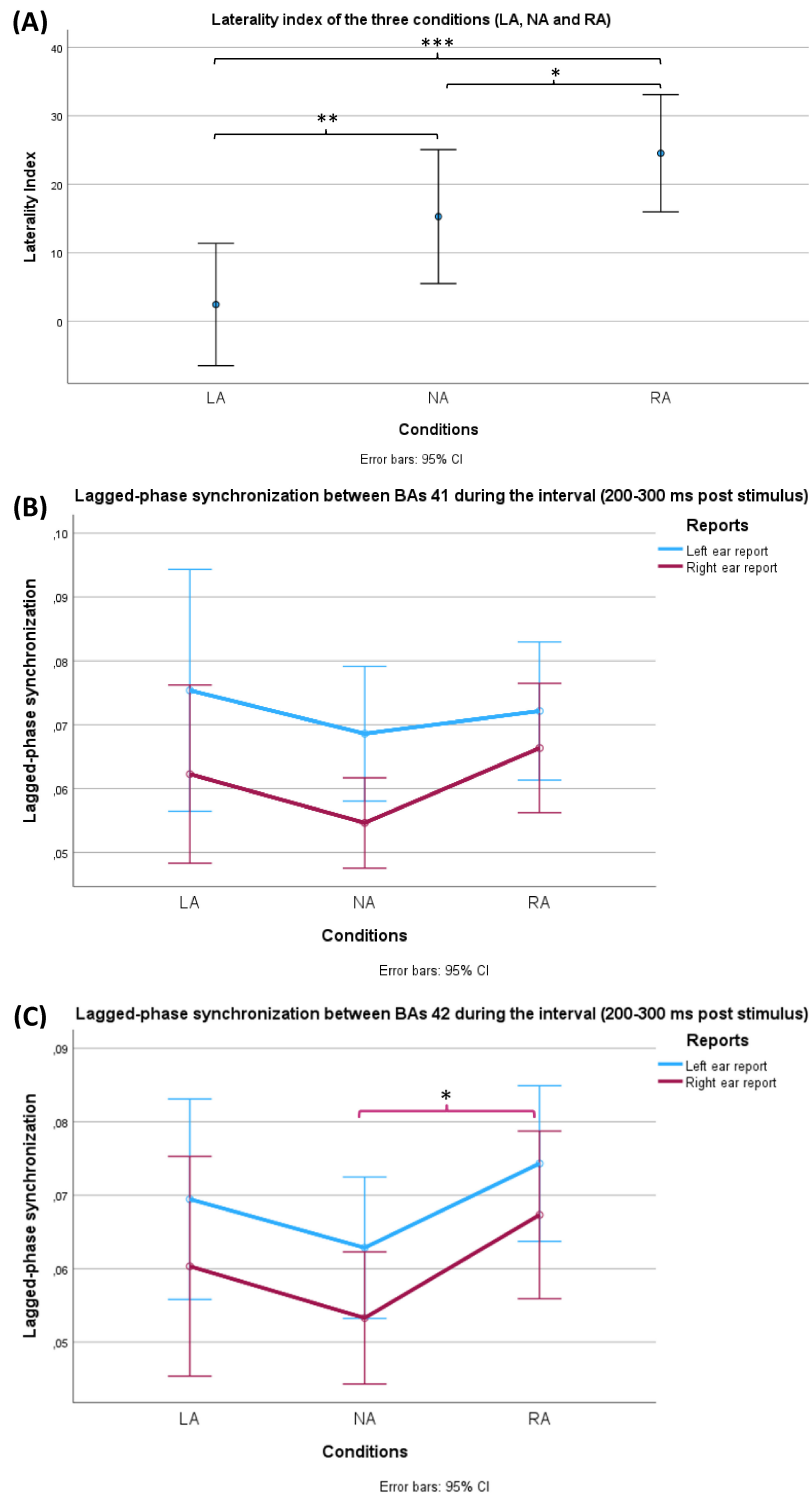 (A)
Laterality index of the three conditions (LA, NA and RA)
40
30
20
10
0
Laterality Index
***
*
**
LA NA RA
Conditions
Error bars: 95% CI
(B)
Lagged-phase synchronization between BAs 41 during the interval (200-300 ms post stimulus)
Reports
Left ear report
Right ear report
,10
,09
,08
,07
,06
,05
Lagged-phase synchronization
LA NA RA
Conditions
Error bars: 95% CI
(C)
Lagged-phase synchronization between BAs 42 during the interval (200-300 ms post stimulus)
Reports
Left ear report
Right ear report
,09
,08
,07
,06
,05
Lagged-phase synchronization
*
LA NA RA
Conditions
Error bars: 95% CI